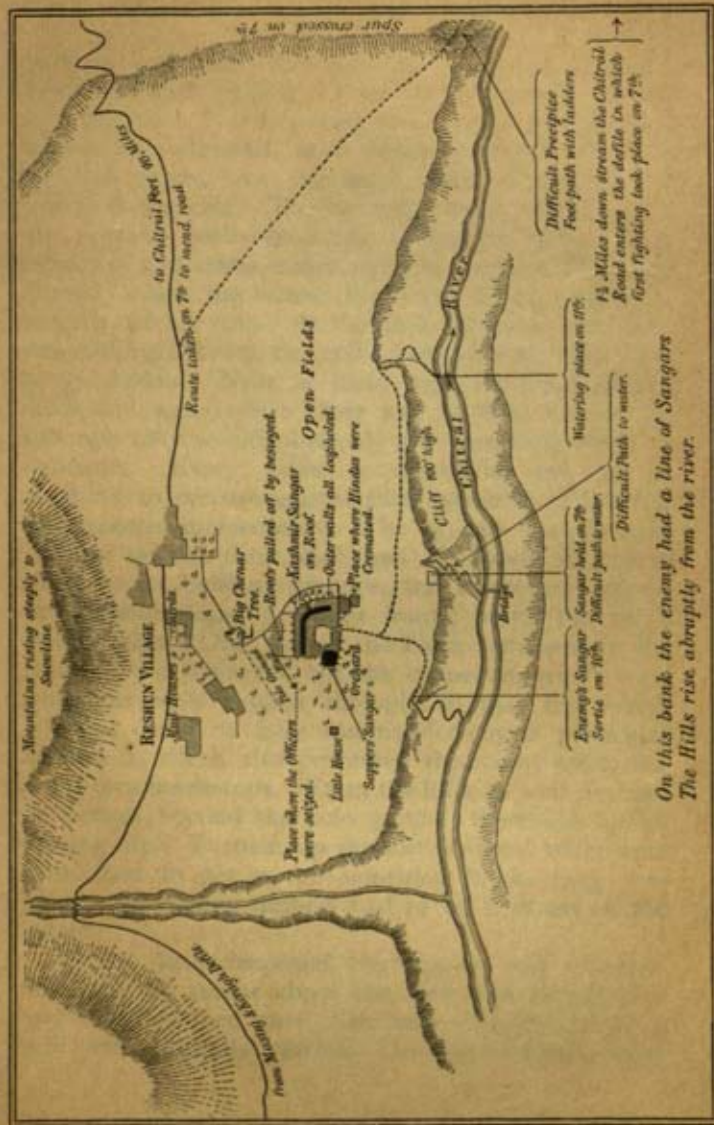 Mountains rising steeply to
Snowline
Spur crossed on 7th
to Chitral Fort 40 Miles
Route taken on 7th to mend road
RESHUN VILLAGE
Big Chenar
Tree.
Roofs pulled off by besieged.
Kashmir Sangar
on Roof.
Open Fields
Outer walls all loopholed.
Place where Hindus were
Cremated.
Place where the Officers
were seized.
Little House
Sappers Sangar
Orchard
from Mastuj & Koragh Defile
Cliff 100' high
Chitral River
Bridge
Enemy's Sangar
Sortie on 10th
Sangar held on 7th
Difficult path to water.
Difficult Path to water.
Watering place on 11th.
Difficult Precipice
Foot path with ladders
1½ Miles down stream the Chitrál
Road enters the defile in which
first fighting took place on 7th
On this bank the enemy had a line of Sangars
The Hills rise abruptly from the river.